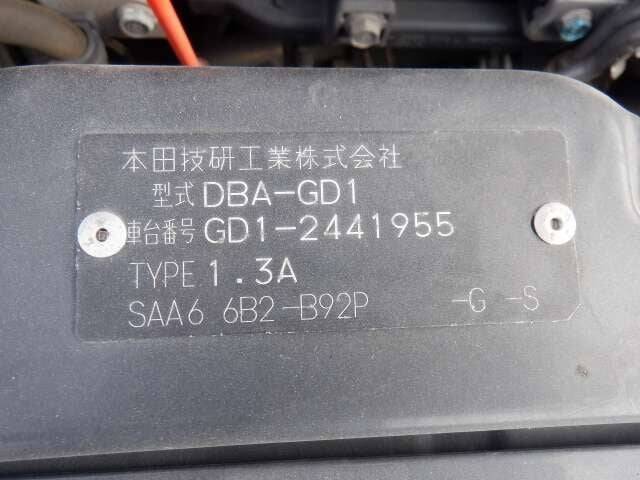 本田技研工業株式会社
型式 DBA-GD1
車台番号 GD1-2441955
TYPE 1.3A
SAA6 6B2-B92P -G -S